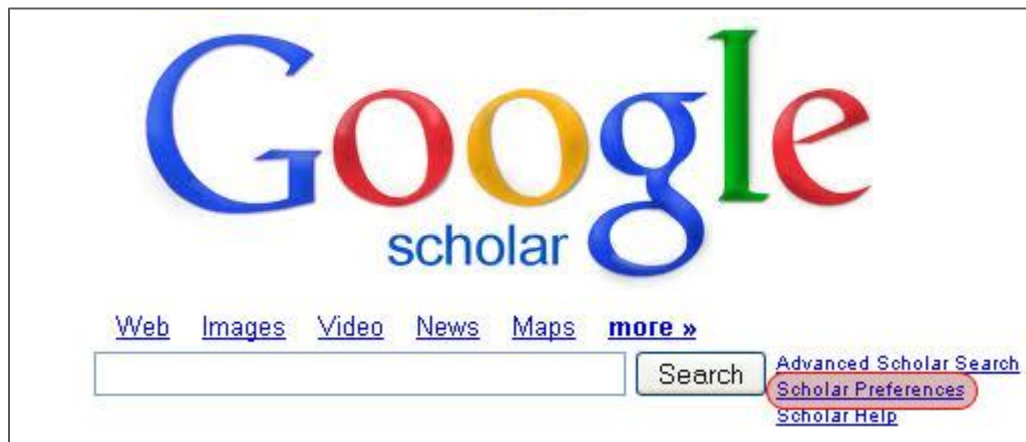 Google
scholar
Web Images Video News Maps more »
Search
Advanced Scholar Search
Scholar Preferences
Scholar Help